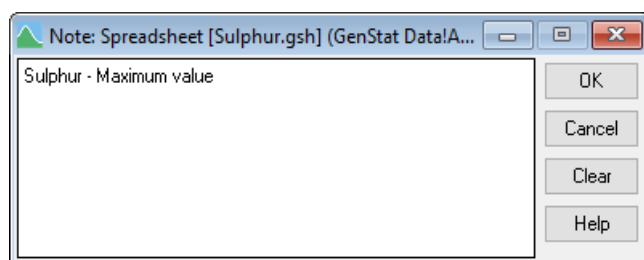 Note: Spreadsheet [Sulphur.gsh] (GenStat Data!A...
Sulphur - Maximum value
OK
Cancel
Clear
Help